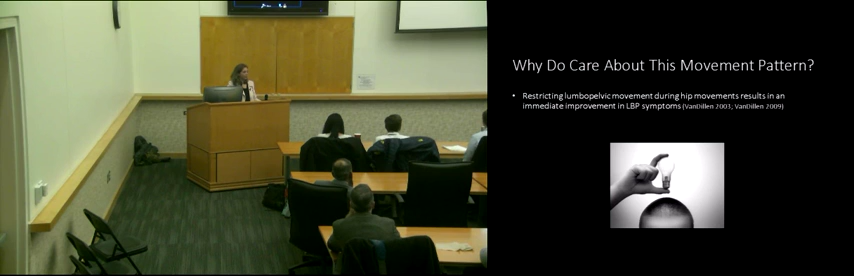 Why Do Care About This Movement Pattern?
• Restricting lumbopelvic movement during hip movements results in an
immediate improvement in LBP symptoms (VanDillen 2003; VanDillen 2009)